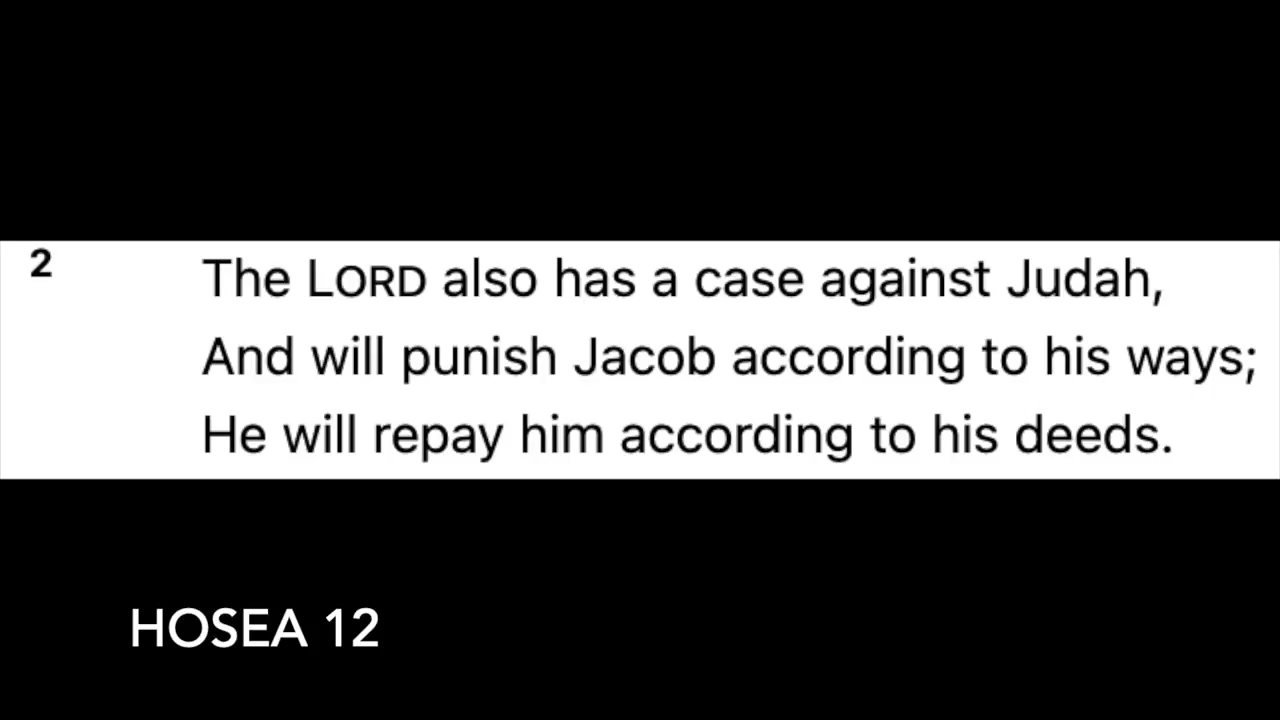 2 The LORD also has a case against Judah,
And will punish Jacob according to his ways;
He will repay him according to his deeds.
HOSEA 12